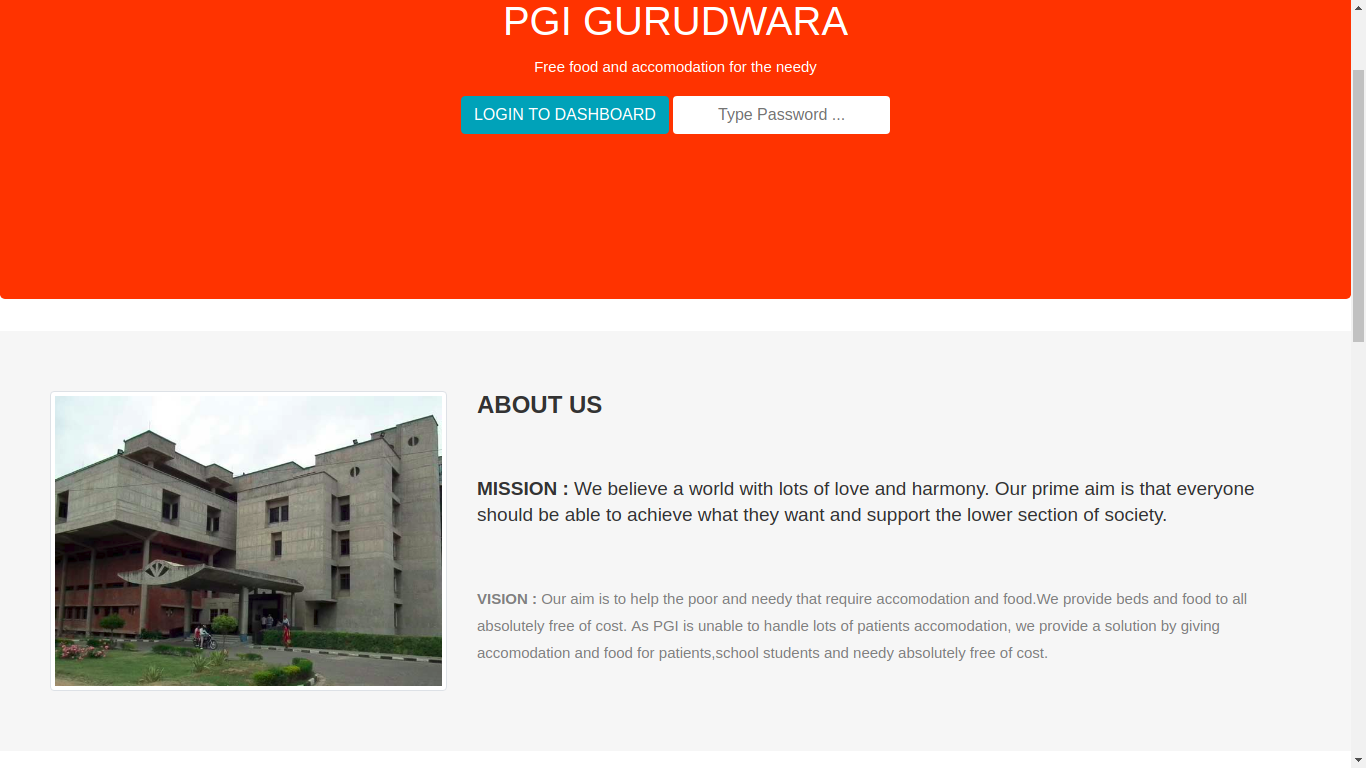 PGI GURUDWARA
Free food and accomodation for the needy
LOGIN TO DASHBOARD
Type Password ...
ABOUT US
MISSION : We believe a world with lots of love and harmony. Our prime aim is that everyone
should be able to achieve what they want and support the lower section of society.
VISION : Our aim is to help the poor and needy that require accomodation and food.We provide beds and food to all
absolutely free of cost. As PGI is unable to handle lots of patients accomodation, we provide a solution by giving
accomodation and food for patients,school students and needy absolutely free of cost.